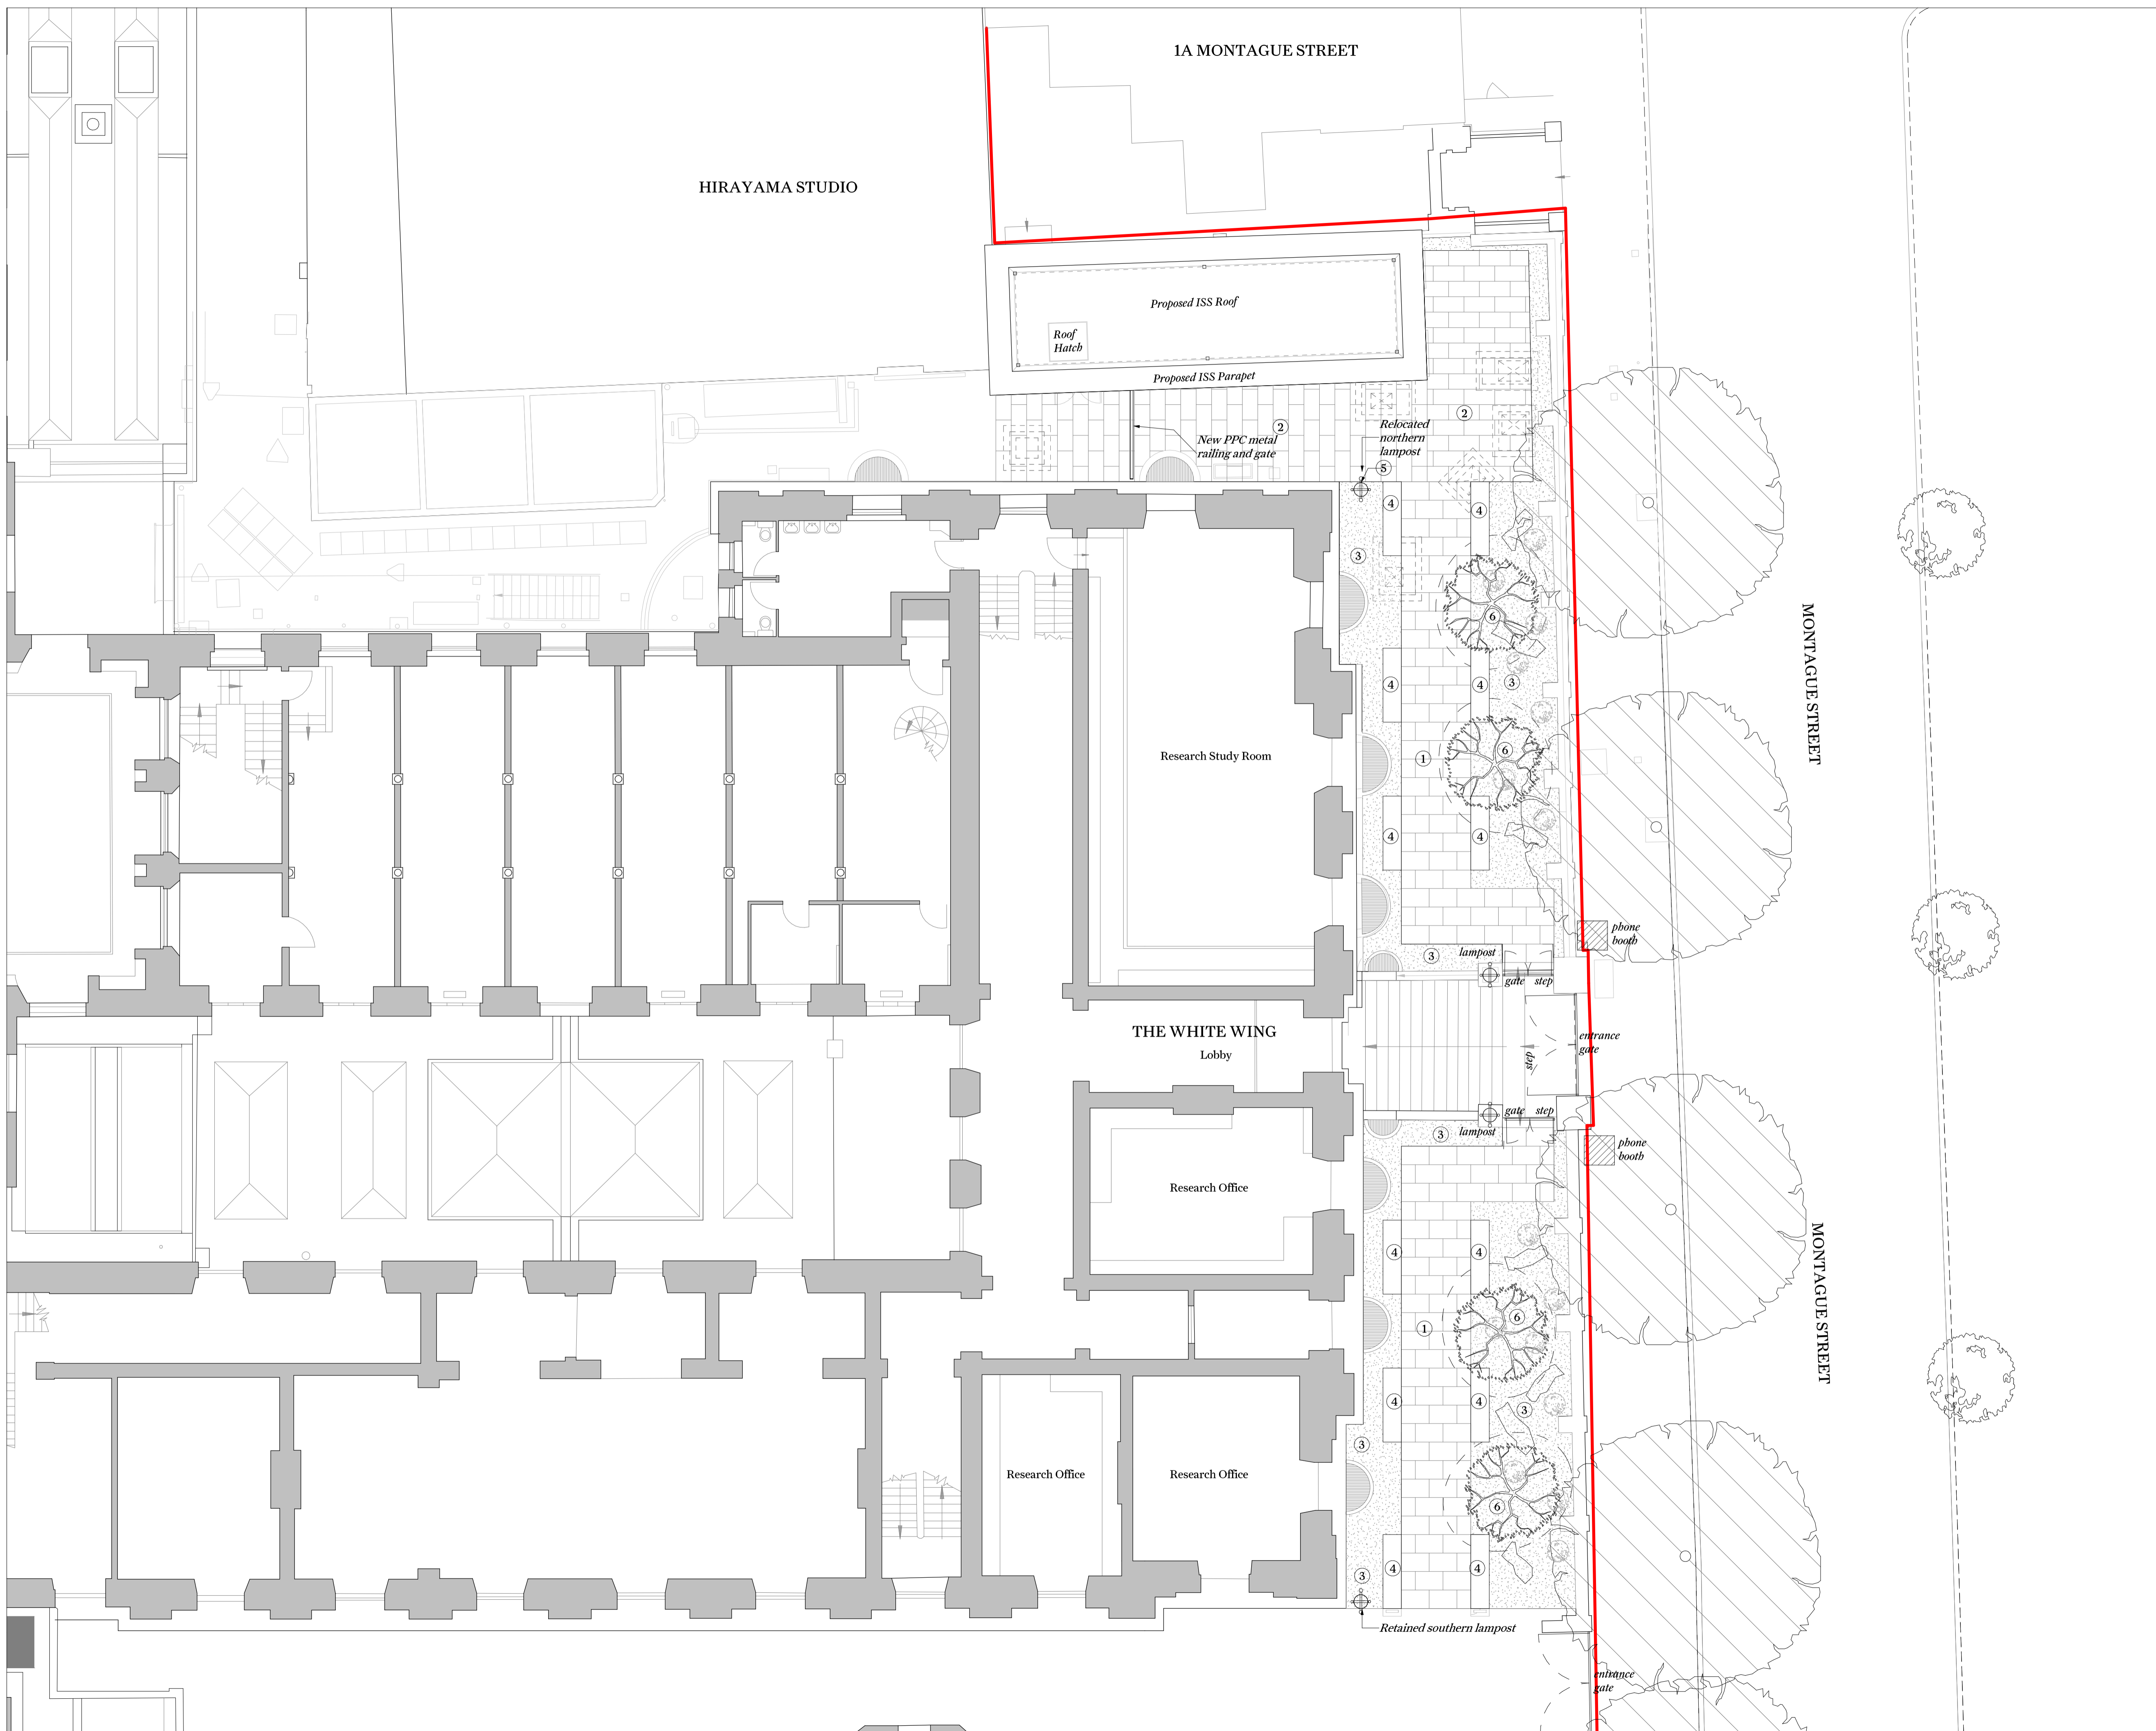 1A MONTAGUE STREET
HIRAYAMA STUDIO
Proposed ISS Roof
Roof
Hatch
Proposed ISS Parapet
2
2
New PPC metal
railing and gate
Relocated
northern
lampost
5
4
4
3
6
4
4
3
MONTAGUE STREET
Research Study Room
1
6
4
4
phone
booth
3
lampost
gate
step
THE WHITE WING
Lobby
entrance
gate
step
gate
step
3
lampost
phone
booth
Research Office
4
4
MONTAGUE STREET
1
6
4
4
3
3
Research Office
Research Office
6
4
4
3
Retained southern lampost
entrance
gate